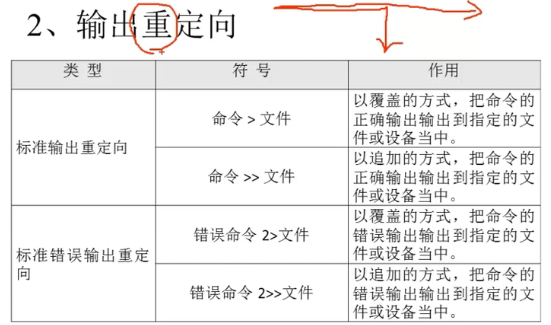 2、输出重定向
类 型
符 号
作用
标准输出重定向
命令 > 文件
以覆盖的方式，把命令的
正确输出输出到指定的文
件或设备当中。
命令 >> 文件
以追加的方式，把命令的
正确输出输出到指定的文
件或设备当中。
标准错误输出重定
向
错误命令 2>文件
以覆盖的方式，把命令的
错误输出输出到指定的文
件或设备当中。
错误命令 2>>文件
以追加的方式，把命令的
错误输出输出到指定的文
件或设备当中。